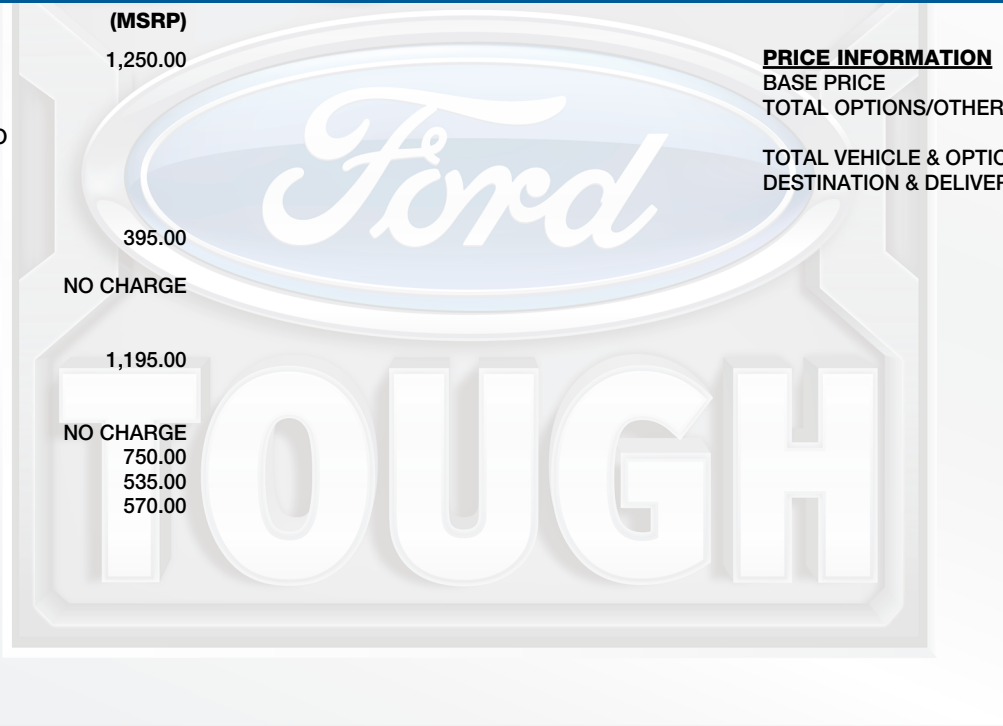 (MSRP)
1,250.00
395.00
NO CHARGE
1,195.00
NO CHARGE
750.00
535.00
570.00
PRICE INFORMATION
BASE PRICE
TOTAL OPTIONS/OTHER
TOTAL VEHICLE & OPTIO
DESTINATION & DELIVER
Ford
TOUGH